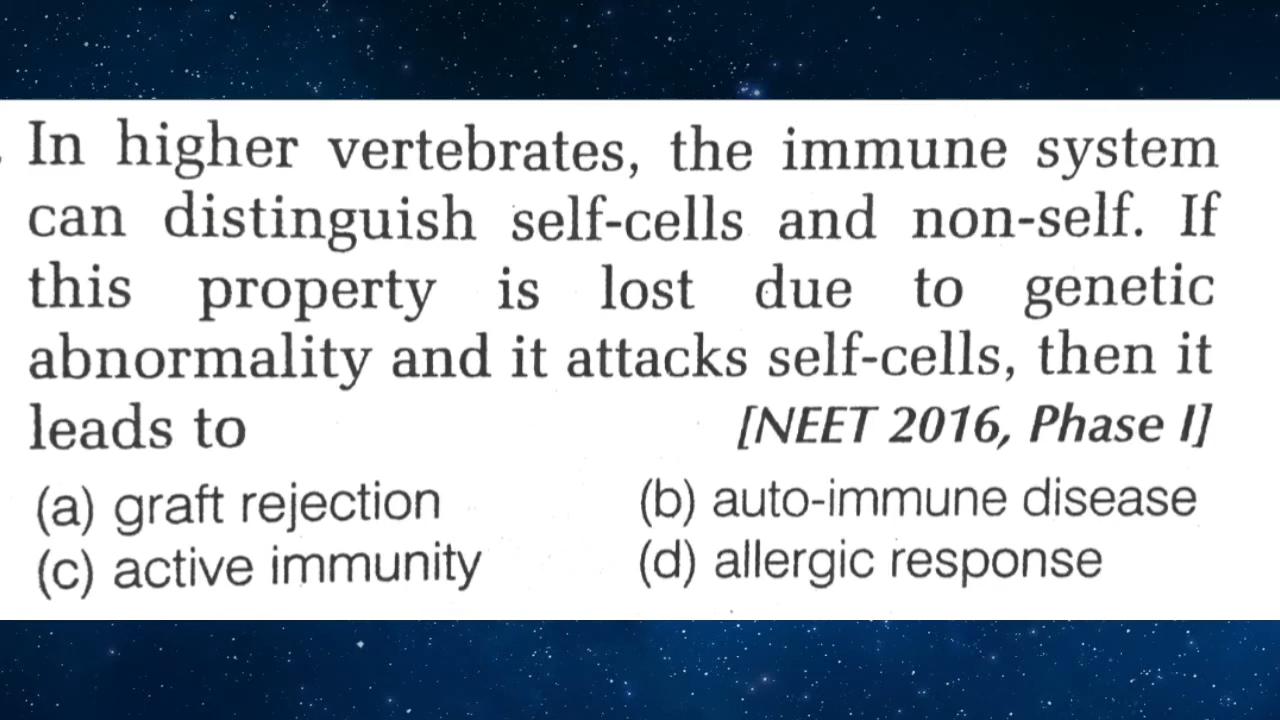 In higher vertebrates, the immune system
can distinguish self-cells and non-self. If
this property is lost due to genetic
abnormality and it attacks self-cells, then it
leads to [NEET 2016, Phase I]
(a) graft rejection (b) auto-immune disease
(c) active immunity (d) allergic response